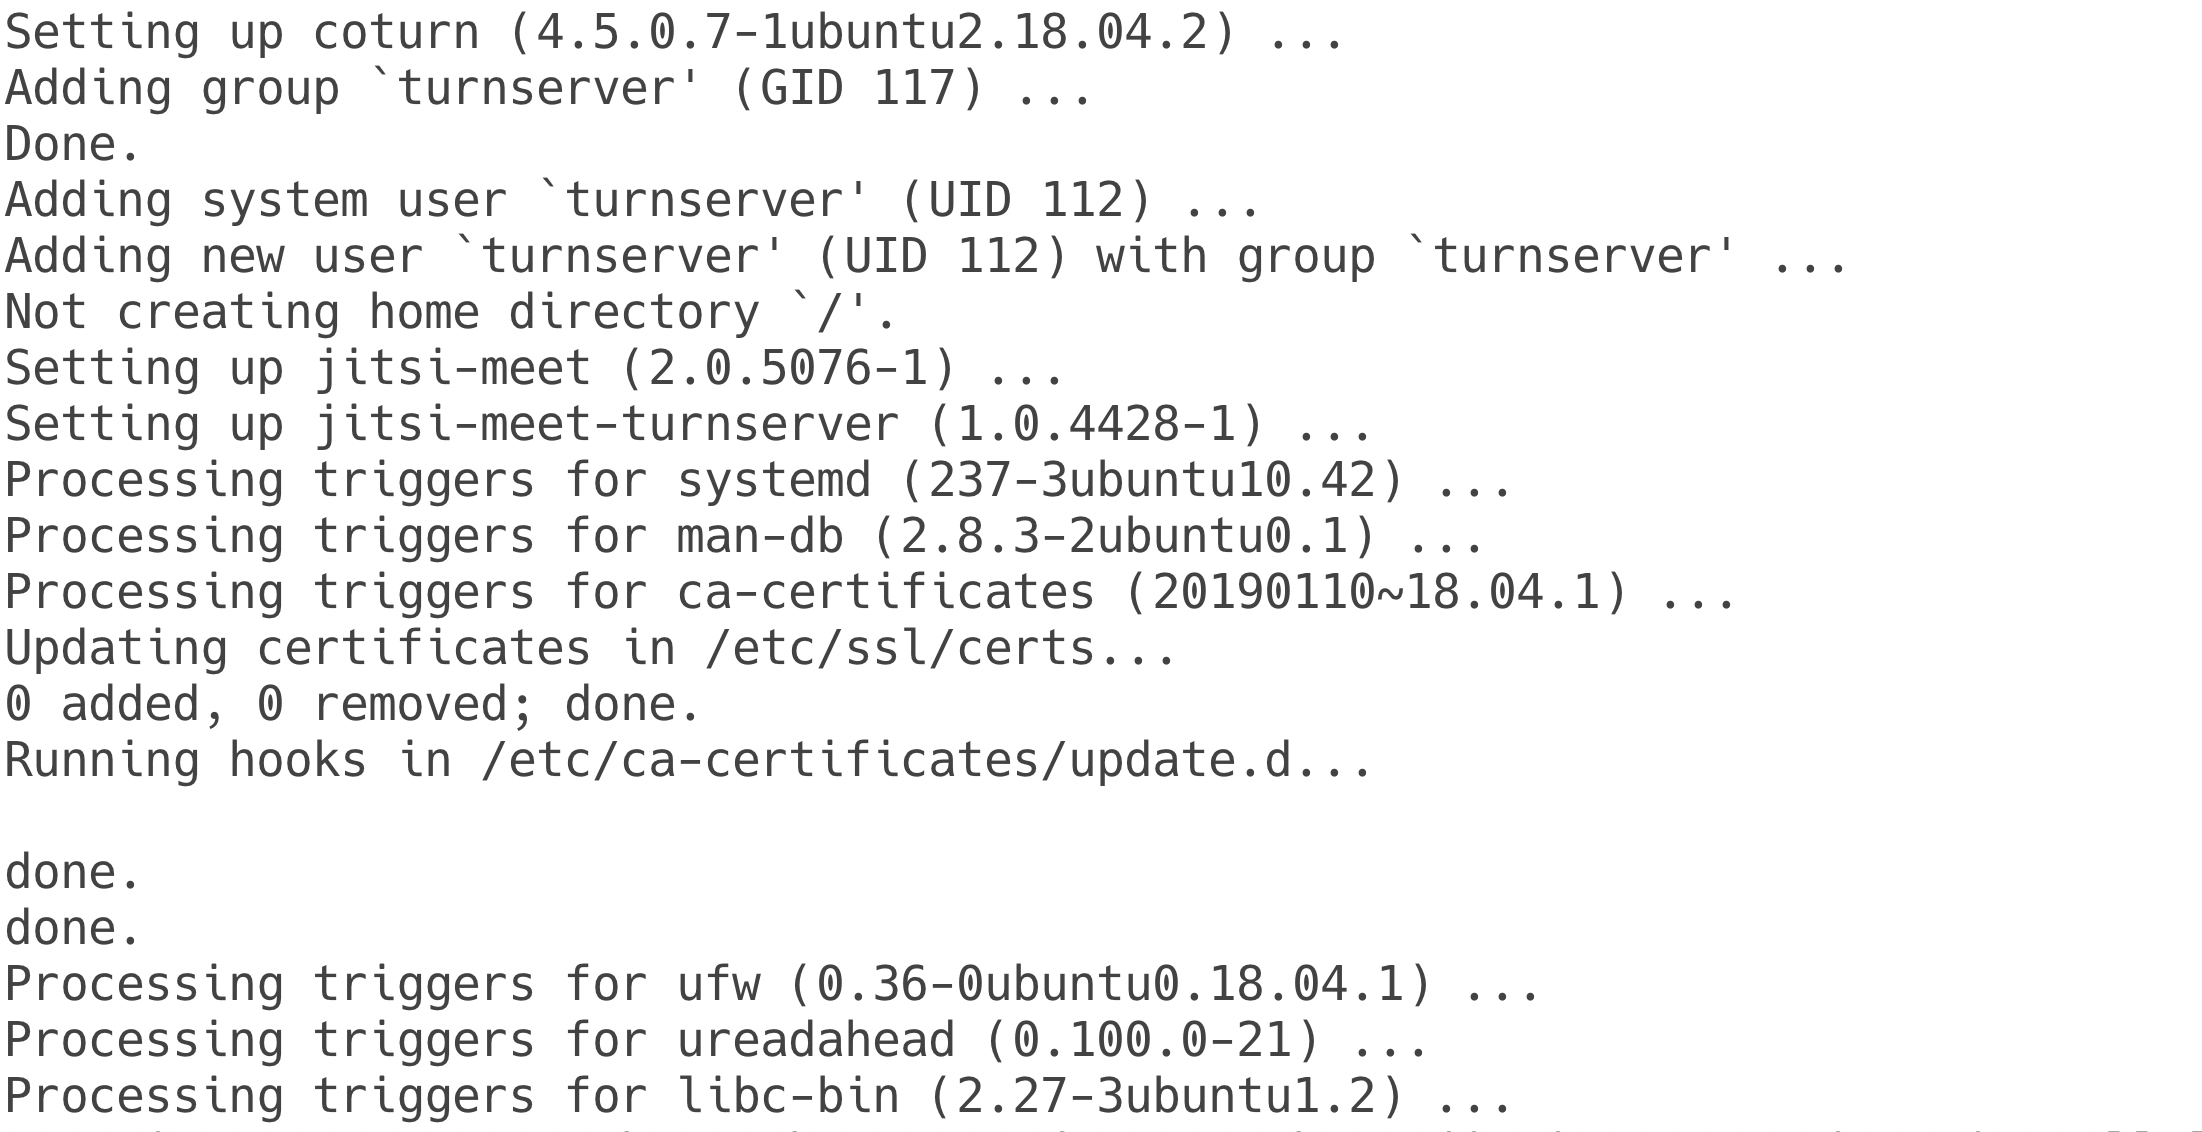 Setting up coturn (4.5.0.7-1ubuntu2.18.04.2) ...
Adding group `turnserver' (GID 117) ...
Done.
Adding system user `turnserver' (UID 112) ...
Adding new user `turnserver' (UID 112) with group `turnserver' ...
Not creating home directory `/'.
Setting up jitsi-meet (2.0.5076-1) ...
Setting up jitsi-meet-turnserver (1.0.4428-1) ...
Processing triggers for systemd (237-3ubuntu10.42) ...
Processing triggers for man-db (2.8.3-2ubuntu0.1) ...
Processing triggers for ca-certificates (20190110~18.04.1) ...
Updating certificates in /etc/ssl/certs...
0 added, 0 removed; done.
Running hooks in /etc/ca-certificates/update.d...
done.
done.
Processing triggers for ufw (0.36-0ubuntu0.18.04.1) ...
Processing triggers for ureadahead (0.100.0-21) ...
Processing triggers for libc-bin (2.27-3ubuntu1.2) ...